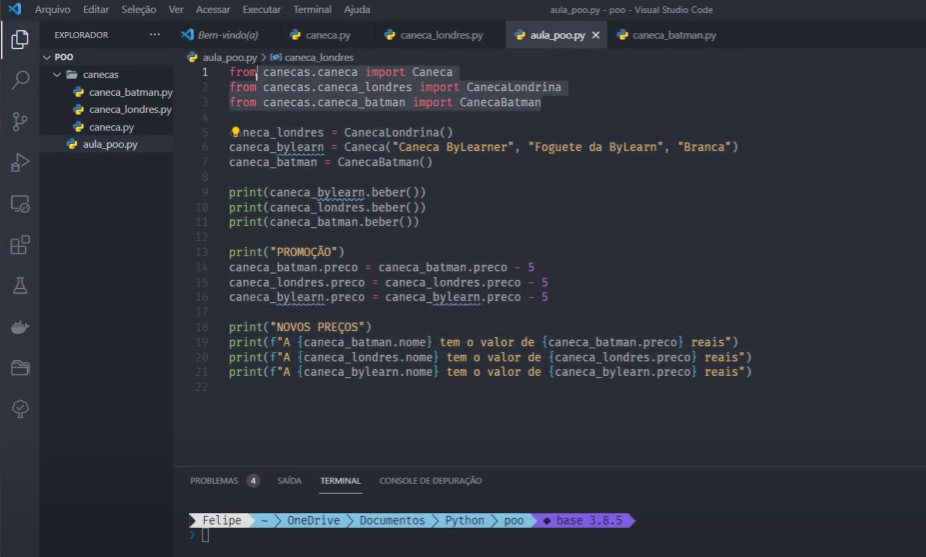 Arquivo Editar Seleção Ver Acessar Executar Terminal Ajuda
aula_poo.py - poo - Visual Studio Code
EXPLORADOR ...
Bem-vindo(a) caneca.py caneca_londres.py aula_poo.py caneca_batman.py
POO
canecas
caneca_batman.py
caneca_londres.py
caneca.py
aula_poo.py
aula_poo.py > caneca_londres
1 from canecas.caneca import Caneca
2 from canecas.caneca_londres import CanecaLondrina
3 from canecas.caneca_batman import CanecaBatman
4
5 neca_londres = CanecaLondrina()
6 caneca_bylearn = Caneca("Caneca ByLearner", "Foguete da ByLearn", "Branca")
7 caneca_batman = CanecaBatman()
8
9 print(caneca_bylearn.beber())
10 print(caneca_londres.beber())
11 print(caneca_batman.beber())
12
13 print("PROMOÇÃO")
14 caneca_batman.preco = caneca_batman.preco - 5
15 caneca_londres.preco = caneca_londres.preco - 5
16 caneca_bylearn.preco = caneca_bylearn.preco - 5
17
18 print("NOVOS PREÇOS")
19 print(f"A {caneca_batman.nome} tem o valor de {caneca_batman.preco} reais")
20 print(f"A {caneca_londres.nome} tem o valor de {caneca_londres.preco} reais")
21 print(f"A {caneca_bylearn.nome} tem o valor de {caneca_bylearn.preco} reais")
22
PROBLEMAS 4 SAÍDA TERMINAL CONSOLE DE DEPURAÇÃO
Felipe ~ OneDrive Documentos Python poo base 3.8.5